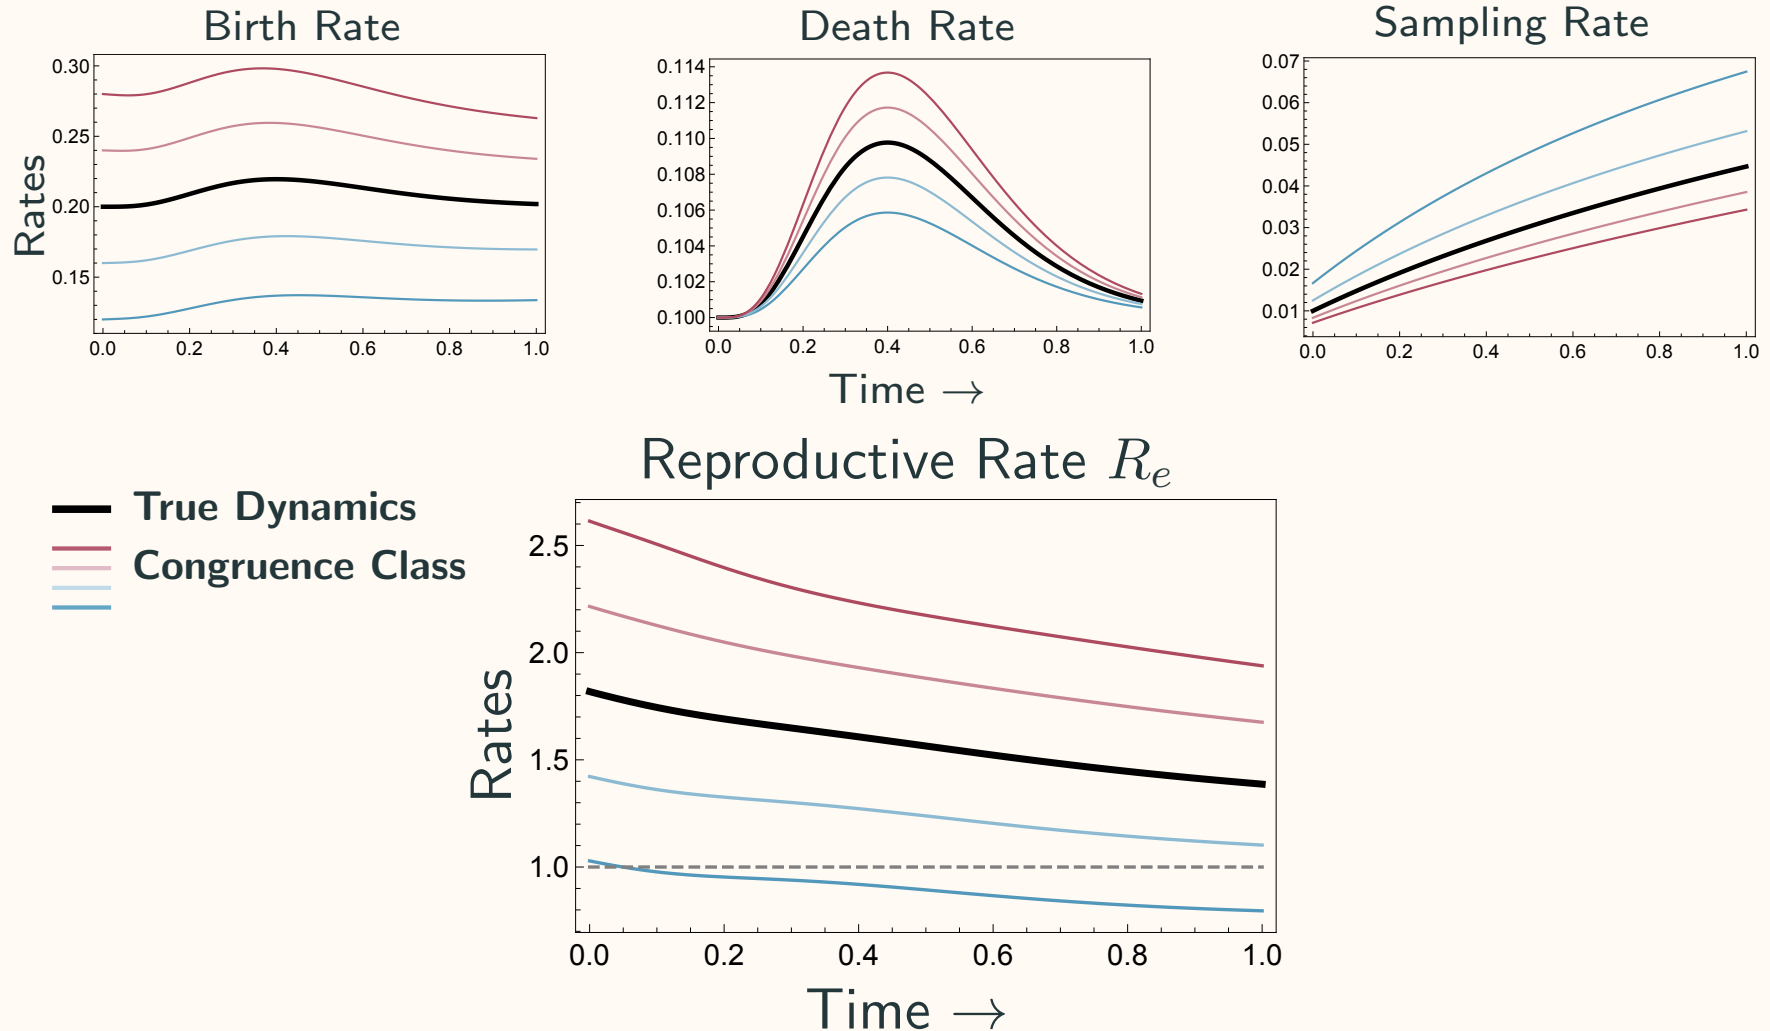 Birth Rate
Death Rate
Sampling Rate
Rates
0.30
0.25
0.20
0.15
0.0 0.2 0.4 0.6 0.8 1.0
0.114
0.112
0.110
0.108
0.106
0.104
0.102
0.100
0.0 0.2 0.4 0.6 0.8 1.0
0.07
0.06
0.05
0.04
0.03
0.02
0.01
0.0 0.2 0.4 0.6 0.8 1.0
Time →
Reproductive Rate Rₑ
True Dynamics
Congruence Class
Rates
2.5
2.0
1.5
1.0
0.0 0.2 0.4 0.6 0.8 1.0
Time →